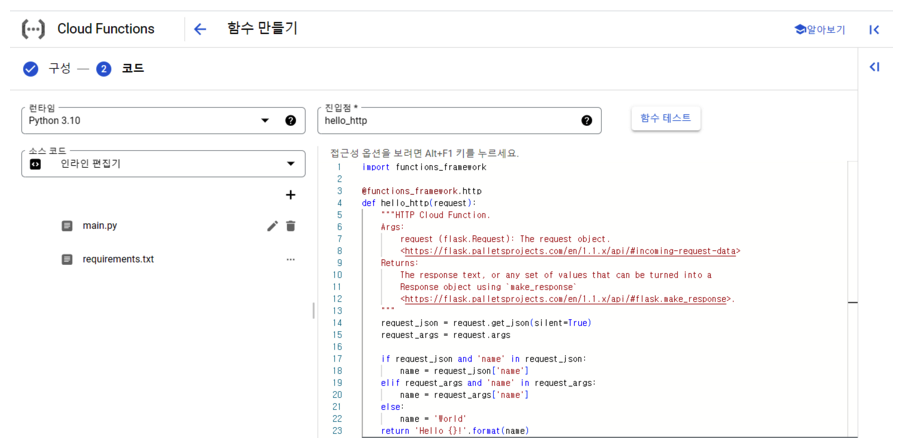 Cloud Functions
함수 만들기
알아보기
구성
2
코드
런타임
Python 3.10
진입점 *
hello_http
함수 테스트
소스 코드
인라인 편집기
main.py
requirements.txt
접근성 옵션을 보려면 Alt+F1 키를 누르세요.
1 import functions_framework
2
3 @functions_framework.http
4 def hello_http(request):
5 """HTTP Cloud Function.
6 Args:
7 request (flask.Request): The request object.
8 <https://flask.palletsprojects.com/en/1.1.x/api/#incoming-request-data>
9 Returns:
10 The response text, or any set of values that can be turned into a
11 Response object using `make_response`
12 <https://flask.palletsprojects.com/en/1.1.x/api/#flask.make_response>.
13 """
14 request_json = request.get_json(silent=True)
15 request_args = request.args
16
17 if request_json and 'name' in request_json:
18 name = request_json['name']
19 elif request_args and 'name' in request_args:
20 name = request_args['name']
21 else:
22 name = 'World'
23 return 'Hello {}!'.format(name)